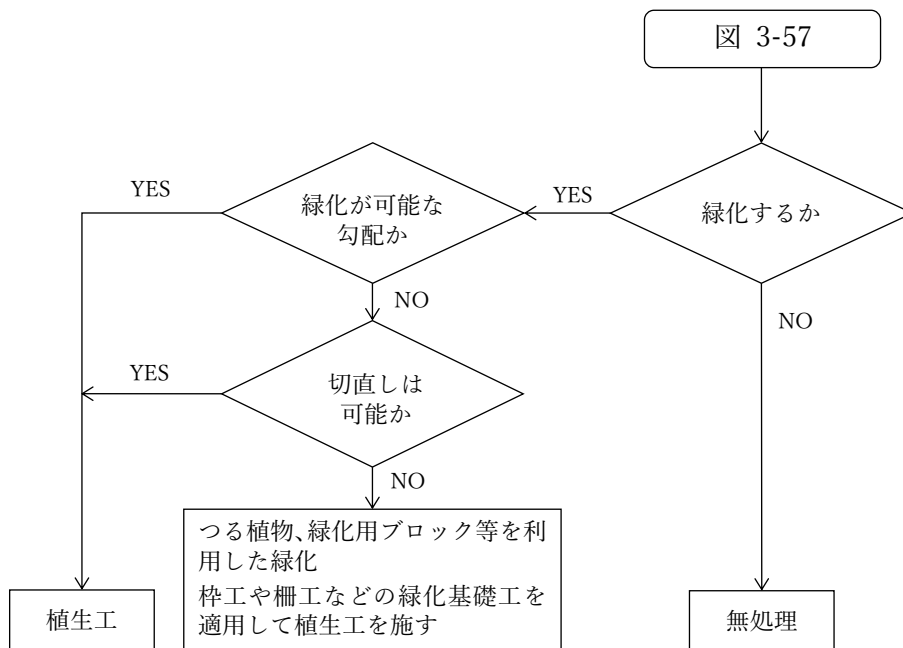 図 3-57
緑化するか
YES
NO
緑化が可能な
勾配か
YES
NO
切直しは
可能か
YES
NO
つる植物、緑化用ブロック等を利
用した緑化
枠工や柵工などの緑化基礎工を
適用して植生工を施す
植生工
無処理